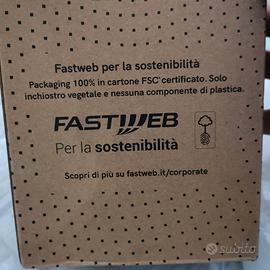 Fastweb per la sostenibilità
Packaging 100% in cartone FSC® certificato. Solo
inchiostro vegetale e nessuna componente di plastica.
FASTWEB
Per la sostenibilità
Scopri di più su fastweb.it/corporate
subito